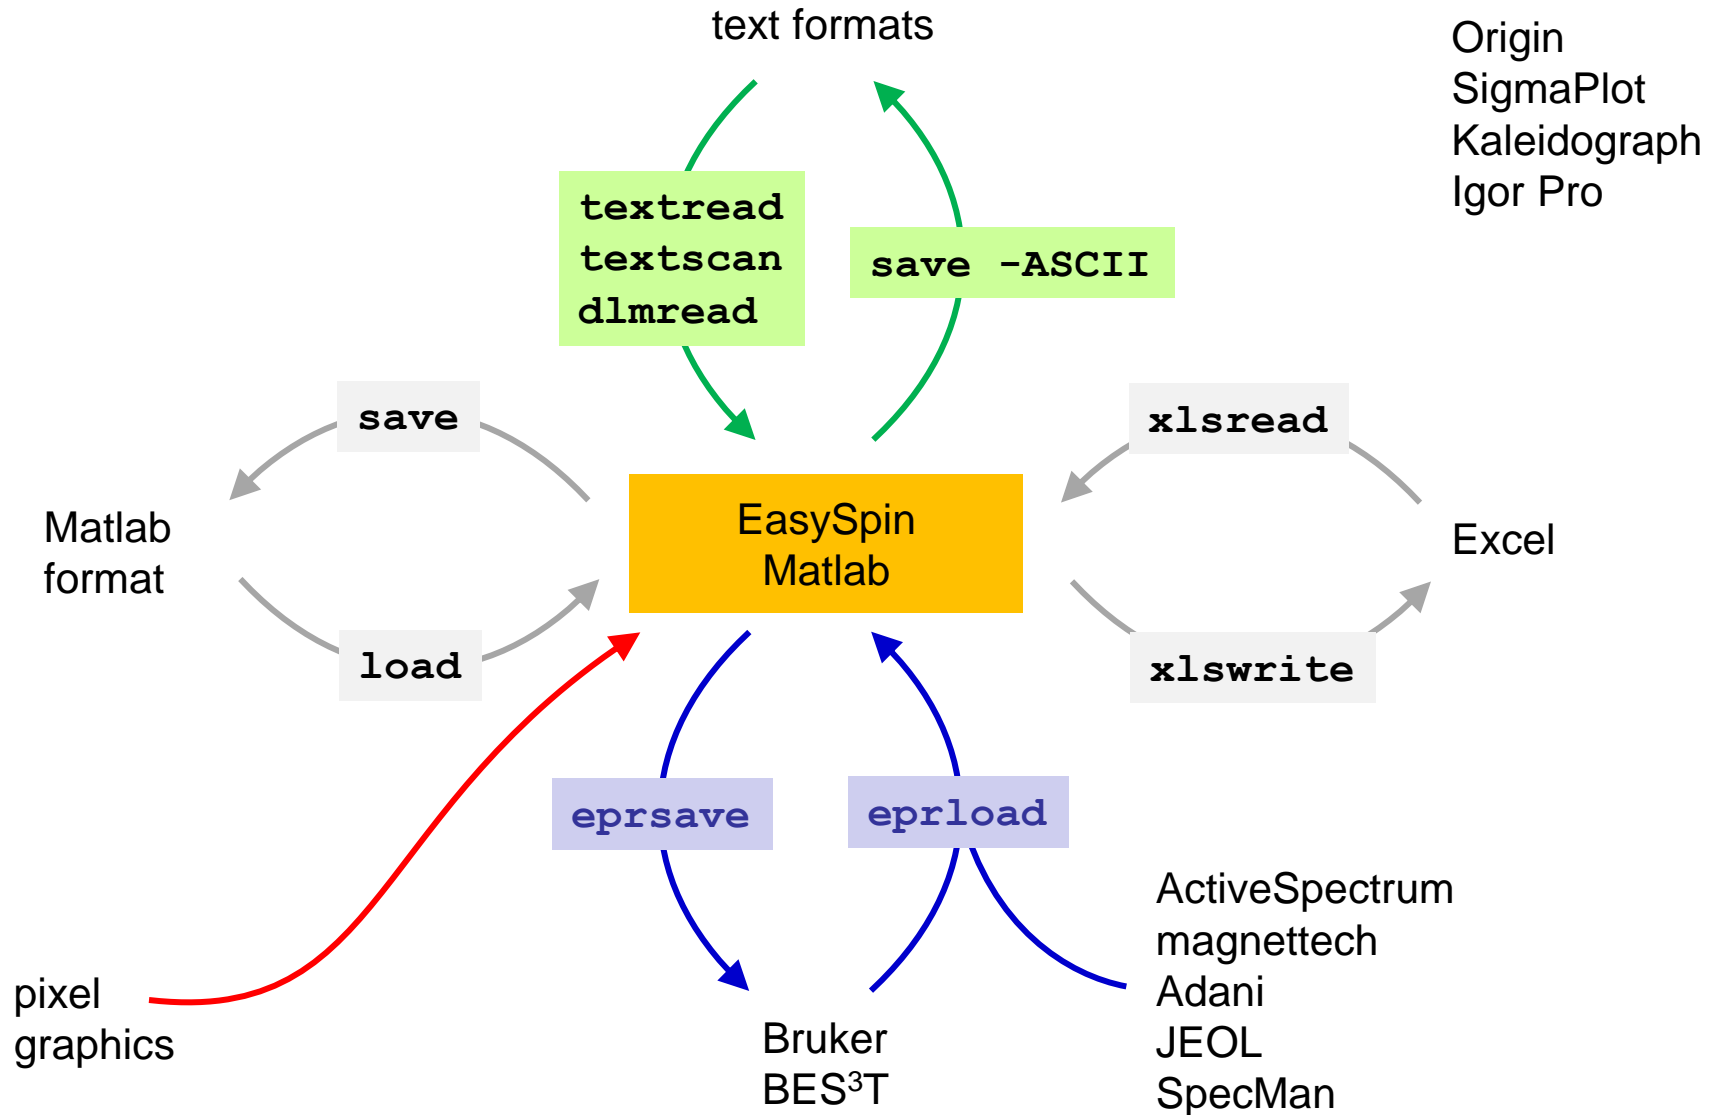 text formats
Origin
SigmaPlot
Kaleidograph
Igor Pro
textread
textscan
dlmread
save -ASCII
save
xlsread
Matlab
format
EasySpin
Matlab
Excel
load
xlswrite
eprsave
eprload
pixel
graphics
Bruker
BES³T
ActiveSpectrum
magnettech
Adani
JEOL
SpecMan